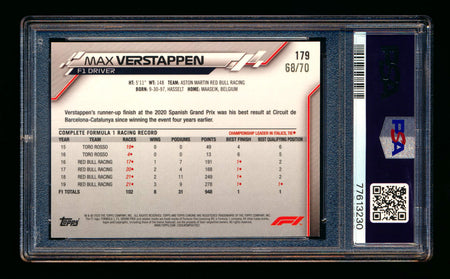 MAX VERSTAPPEN
F1 DRIVER
179
68/70
HT: 5'11" WT: 148 TEAM: ASTON MARTIN RED BULL RACING
BORN: 9-30-97, HASSELT HOME: MAASEIK, BELGIUM
Verstappen's runner-up finish at the 2020 Spanish Grand Prix was his best result at Circuit de
Barcelona-Catalunya since winning the event four years earlier.
COMPLETE FORMULA 1 RACING RECORD
CHAMPIONSHIP LEADER IN ITALICS, TIE*
YEAR TEAM RACES WINS PODIUMS POINTS BEST FINISH BEST QUALIFYING POSITION
15 TORO ROSSO 19• 0 0 49 4 6
16 TORO ROSSO 4• 0 0 13 6 5
16 RED BULL RACING 17• 1 7 191 1• 2
17 RED BULL RACING 20• 2 4 168 1• 2
18 RED BULL RACING 21• 2 11 249 1• 2
19 RED BULL RACING 21• 3 9 278 1• 1•
F1 TOTALS 102 8 31 948 1 1
Topps
F1
PSA
77613230